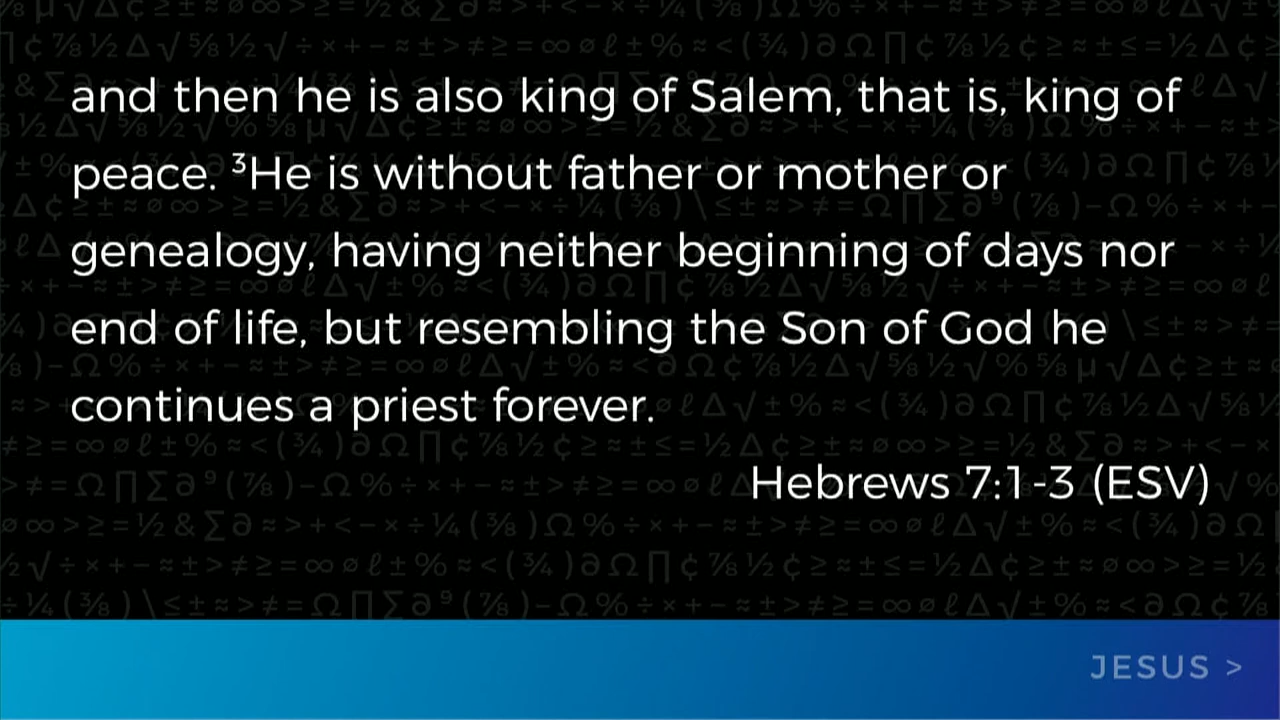 and then he is also king of Salem, that is, king of
peace. ³He is without father or mother or
genealogy, having neither beginning of days nor
end of life, but resembling the Son of God he
continues a priest forever.
Hebrews 7:1-3 (ESV)
JESUS >